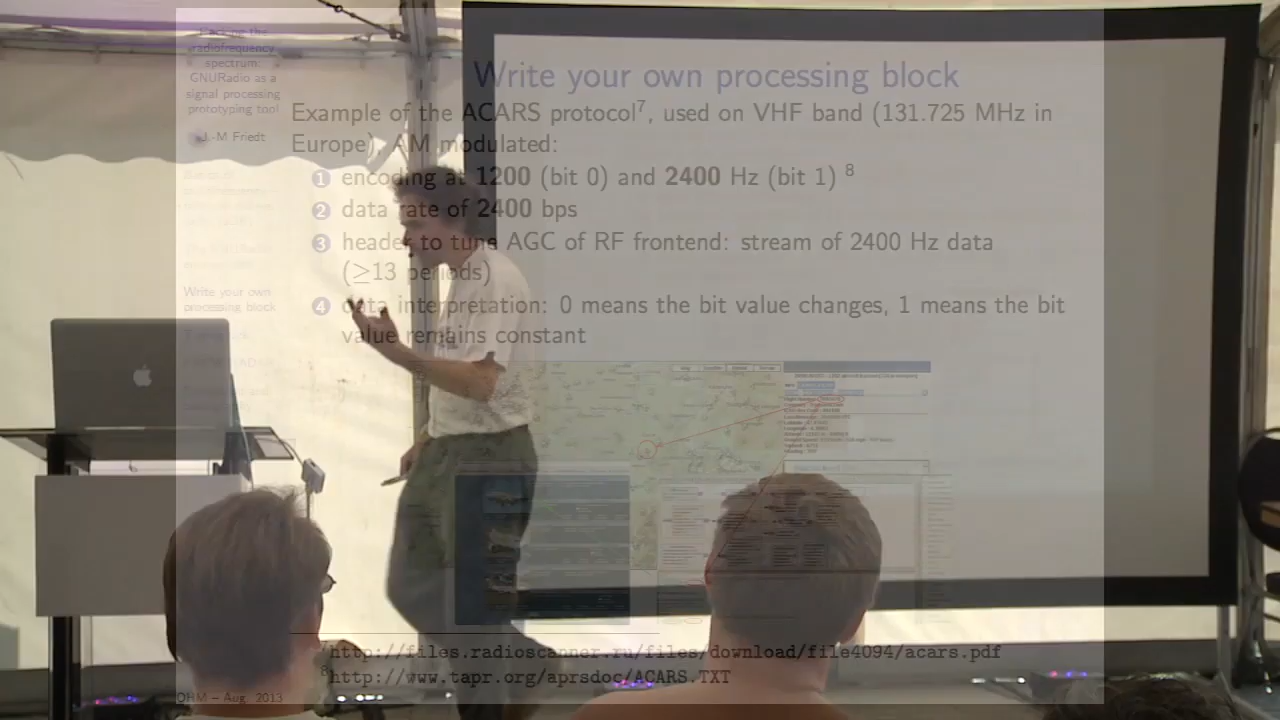 Hacking the
radiofrequency
spectrum:
GNURadio as a
signal processing
prototyping tool
J.-M Friedt
Write your own
processing block
Write your own processing block
Example of the ACARS protocol7, used on VHF band (131.725 MHz in
Europe), AM modulated:
1 encoding at 1200 (bit 0) and 2400 Hz (bit 1) 8
2 data rate of 2400 bps
3 header to tune AGC of RF frontend: stream of 2400 Hz data
(≥13 periods)
4 data interpretation: 0 means the bit value changes, 1 means the bit
value remains constant
http://files.radioscanner.ru/files/download/file4094/acars.pdf
8http://www.tapr.org/aprsdoc/ACARS.TXT
OHM – Aug. 2013